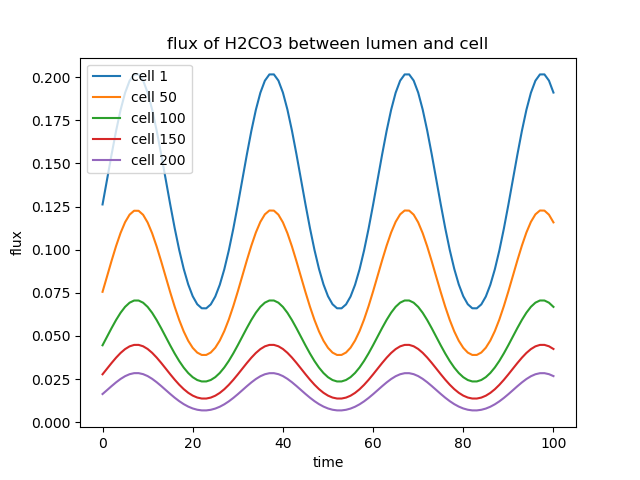 flux of H2CO3 between lumen and cell
cell 1
cell 50
cell 100
cell 150
cell 200
flux
0.200
0.175
0.150
0.125
0.100
0.075
0.050
0.025
0.000
0 20 40 60 80 100
time